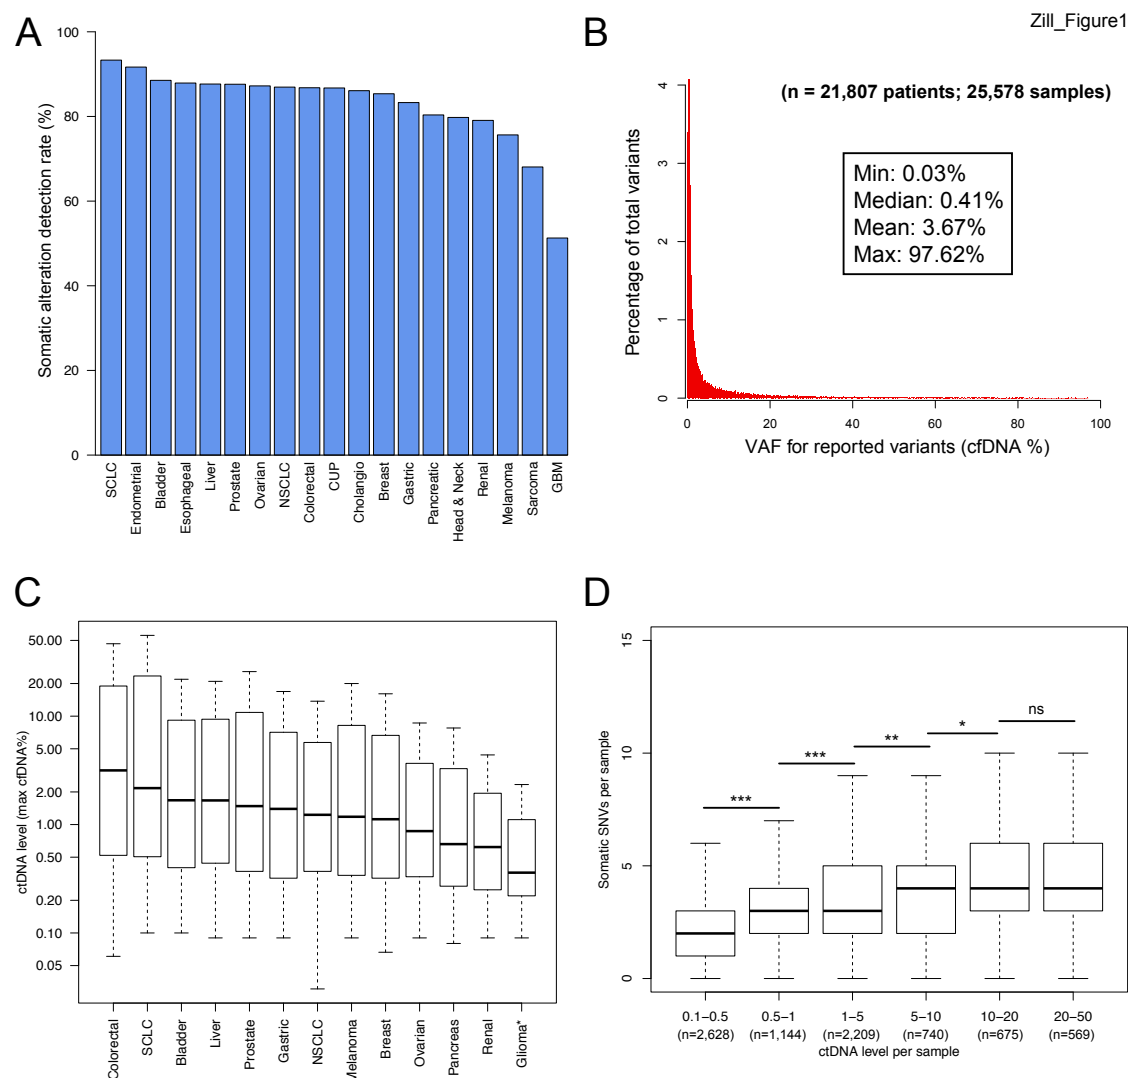 Zill_Figure1
A
100
80
60
40
20
0
Somatic alteration detection rate (%)
SCLC
Endometrial
Bladder
Esophageal
Liver
Prostate
Ovarian
NSCLC
Colorectal
CUP
Cholangio
Breast
Gastric
Pancreatic
Head & Neck
Renal
Melanoma
Sarcoma
GBM
B
(n = 21,807 patients; 25,578 samples)
Min: 0.03%
Median: 0.41%
Mean: 3.67%
Max: 97.62%
4
3
2
1
0
Percentage of total variants
0 20 40 60 80 100
VAF for reported variants (cfDNA %)
C
50.00
20.00
10.00
5.00
2.00
1.00
0.50
0.20
0.10
0.05
ctDNA level (max cfDNA%)
Colorectal
SCLC
Bladder
Liver
Prostate
Gastric
NSCLC
Melanoma
Breast
Ovarian
Pancreas
Renal
Glioma*
D
15
10
5
0
Somatic SNVs per sample
***
***
**
*
ns
0.1–0.5 0.5–1 1–5 5–10 10–20 20–50
(n=2,628) (n=1,144) (n=2,209) (n=740) (n=675) (n=569)
ctDNA level per sample